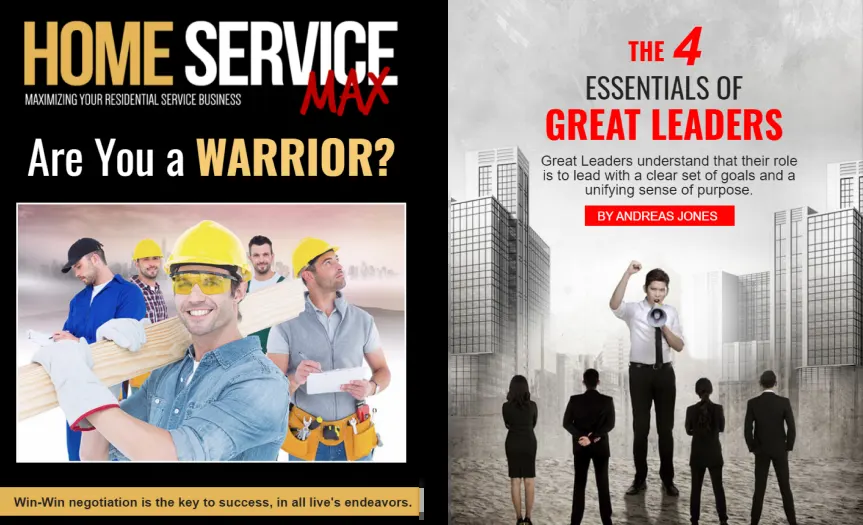 HOME SERVICE
MAX
MAXIMIZING YOUR RESIDENTIAL SERVICE BUSINESS
Are You a WARRIOR?
Win-Win negotiation is the key to success, in all live's endeavors.
THE 4
ESSENTIALS OF
GREAT LEADERS
Great Leaders understand that their role
is to lead with a clear set of goals and a
unifying sense of purpose.
BY ANDREAS JONES